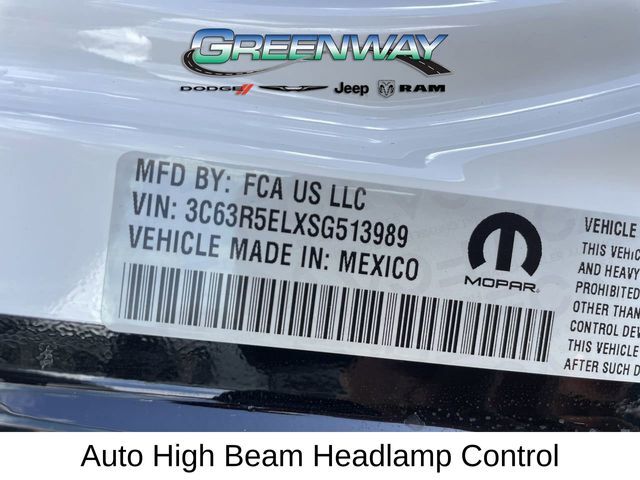 GREENWAY
DODGE Jeep RAM
MFD BY: FCA US LLC
VIN: 3C63R5ELXSG513989
VEHICLE MADE IN: MEXICO
MOPAR
VEHICLE
THIS VEHIC
AND HEAVY
PROHIBITED
OTHER THAN
CONTROL DEV
THIS VEHICLE
AFTER SUCH D
Auto High Beam Headlamp Control